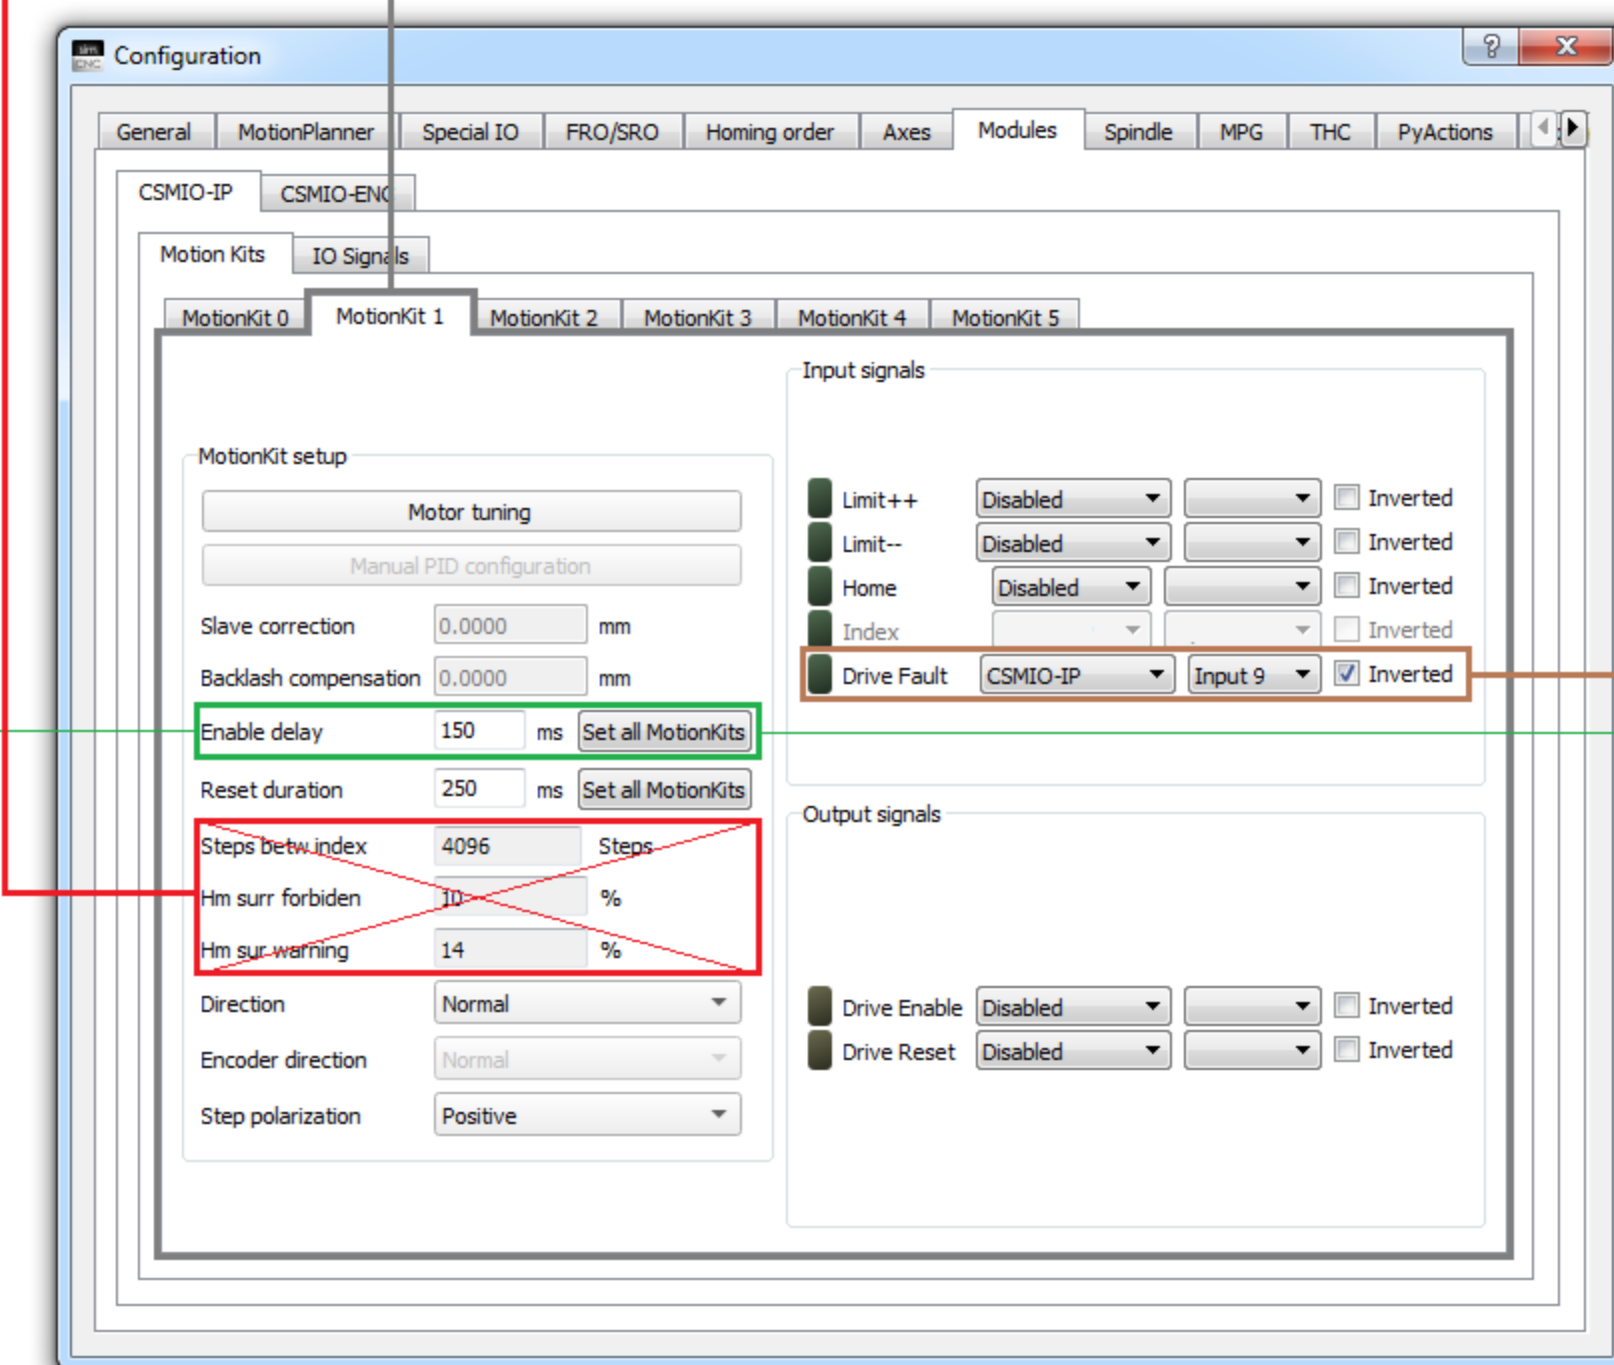 sim
ENC
Configuration
General MotionPlanner Special IO FRO/SRO Homing order Axes Modules Spindle MPG THC PyActions
CSMIO-IP CSMIO-ENC
Motion Kits IO Signals
MotionKit 0 MotionKit 1 MotionKit 2 MotionKit 3 MotionKit 4 MotionKit 5
MotionKit setup
Motor tuning
Manual PID configuration
Slave correction 0.0000 mm
Backlash compensation 0.0000 mm
Enable delay 150 ms Set all MotionKits
Reset duration 250 ms Set all MotionKits
Steps betw index 4096 Steps
Hm surr forbiden 10 %
Hm sur warning 14 %
Direction Normal
Encoder direction Normal
Step polarization Positive
Input signals
Limit++ Disabled Inverted
Limit-- Disabled Inverted
Home Disabled Inverted
Index Inverted
Drive Fault CSMIO-IP Input 9 Inverted
Output signals
Drive Enable Disabled Inverted
Drive Reset Disabled Inverted